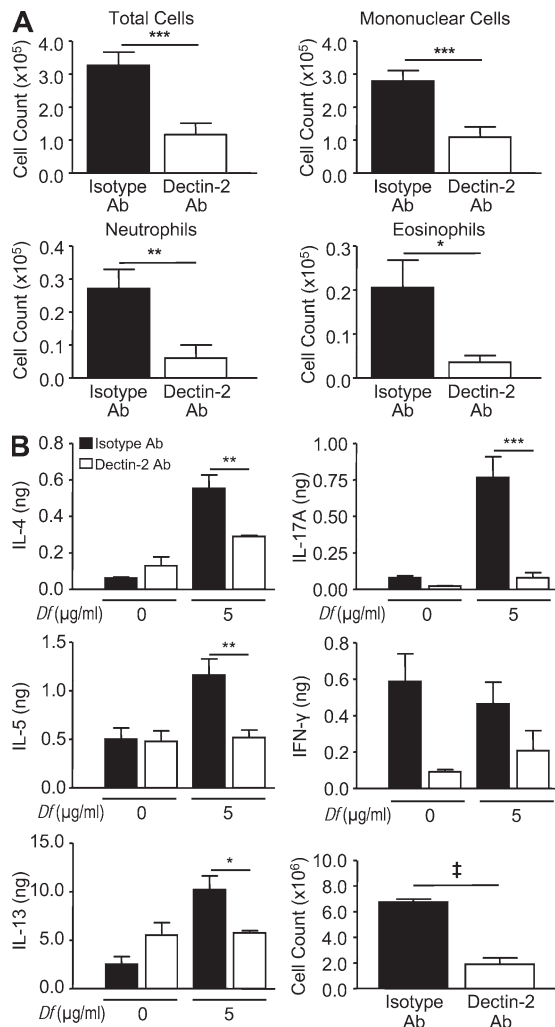 A
Total Cells
***
Cell Count (x10⁵)
4.0
3.0
2.0
1.0
0.0
Isotype Ab
Dectin-2 Ab
Mononuclear Cells
***
Cell Count (x10⁵)
4.0
3.0
2.0
1.0
0.0
Isotype Ab
Dectin-2 Ab
Neutrophils
**
Cell Count (x10⁵)
0.4
0.3
0.2
0.1
0.0
Isotype Ab
Dectin-2 Ab
Eosinophils
*
Cell Count (x10⁵)
0.3
0.2
0.1
0.0
Isotype Ab
Dectin-2 Ab
B
Isotype Ab
Dectin-2 Ab
**
IL-4 (ng)
0.8
0.6
0.4
0.2
0.0
Df (µg/ml)
0
5
***
IL-17A (ng)
1.00
0.75
0.50
0.25
0.00
Df (µg/ml)
0
5
**
IL-5 (ng)
1.5
1.0
0.5
0.0
Df (µg/ml)
0
5
IFN-γ (ng)
0.8
0.6
0.4
0.2
0.0
Df (µg/ml)
0
5
*
IL-13 (ng)
15.0
10.0
5.0
0.0
Df (µg/ml)
0
5
‡
Cell Count (x10⁶)
10.0
8.0
6.0
4.0
2.0
0.0
Isotype Ab
Dectin-2 Ab